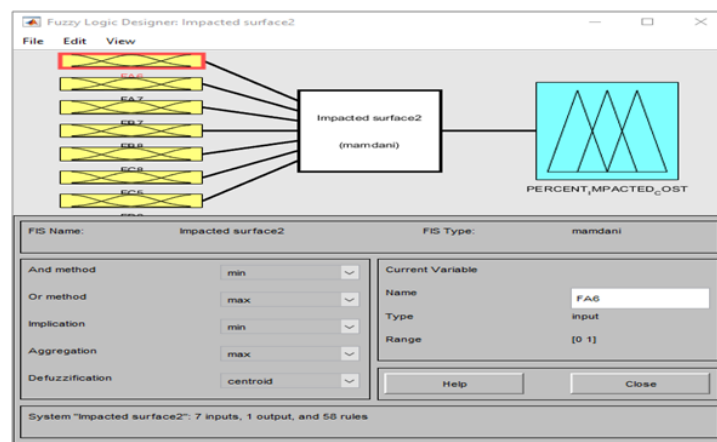 Fuzzy Logic Designer: Impacted surface2
File Edit View
FA6
FA7
FB7
FB8
FC8
FC5
Impacted surface2
(mamdani)
PERCENT_IMPACTED_COST
FIS Name: Impacted surface2 FIS Type: mamdani
And method min
Or method max
Implication min
Aggregation max
Defuzzification centroid
Current Variable
Name FA6
Type input
Range [0 1]
Help Close
System "Impacted surface2": 7 inputs, 1 output, and 58 rules